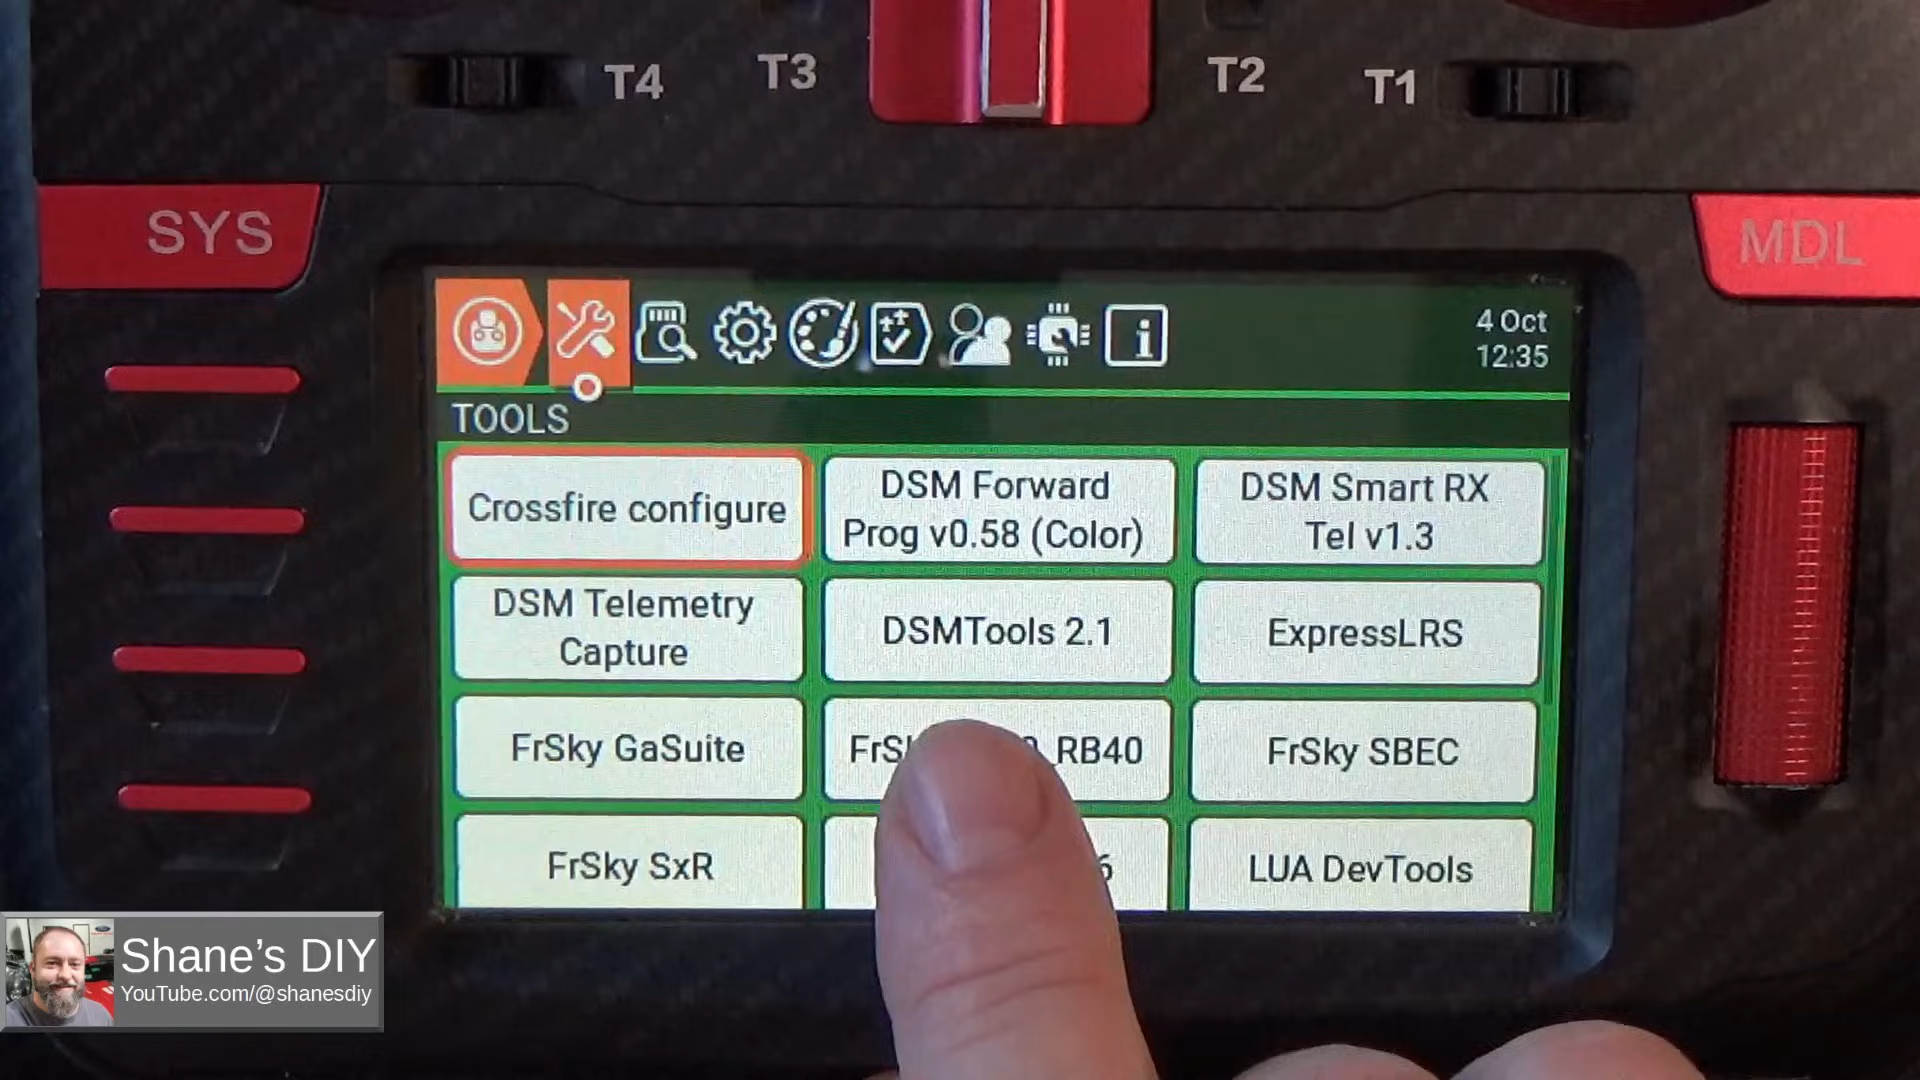 T4
T3
T2
T1
SYS
MDL
4 Oct
12:35
TOOLS
Crossfire configure
DSM Forward
Prog v0.58 (Color)
DSM Smart RX
Tel v1.3
DSM Telemetry
Capture
DSMTools 2.1
ExpressLRS
FrSky GaSuite
RB40
FrSky SBEC
FrSky SxR
LUA DevTools
Shane's DIY
YouTube.com/@shanesdiy